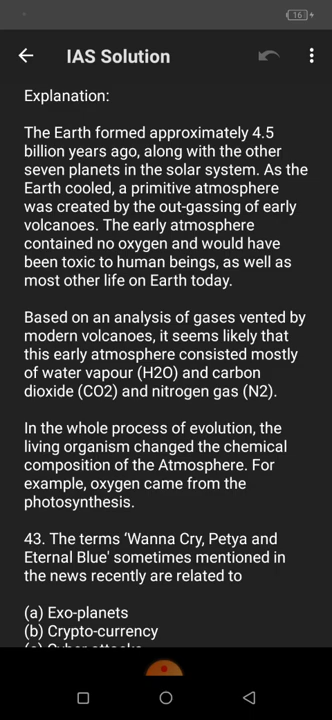 16
IAS Solution
Explanation:
The Earth formed approximately 4.5
billion years ago, along with the other
seven planets in the solar system. As the
Earth cooled, a primitive atmosphere
was created by the out-gassing of early
volcanoes. The early atmosphere
contained no oxygen and would have
been toxic to human beings, as well as
most other life on Earth today.
Based on an analysis of gases vented by
modern volcanoes, it seems likely that
this early atmosphere consisted mostly
of water vapour (H2O) and carbon
dioxide (CO2) and nitrogen gas (N2).
In the whole process of evolution, the
living organism changed the chemical
composition of the Atmosphere. For
example, oxygen came from the
photosynthesis.
43. The terms 'Wanna Cry, Petya and
Eternal Blue' sometimes mentioned in
the news recently are related to
(a) Exo-planets
(b) Crypto-currency
(c) Cyber attacks